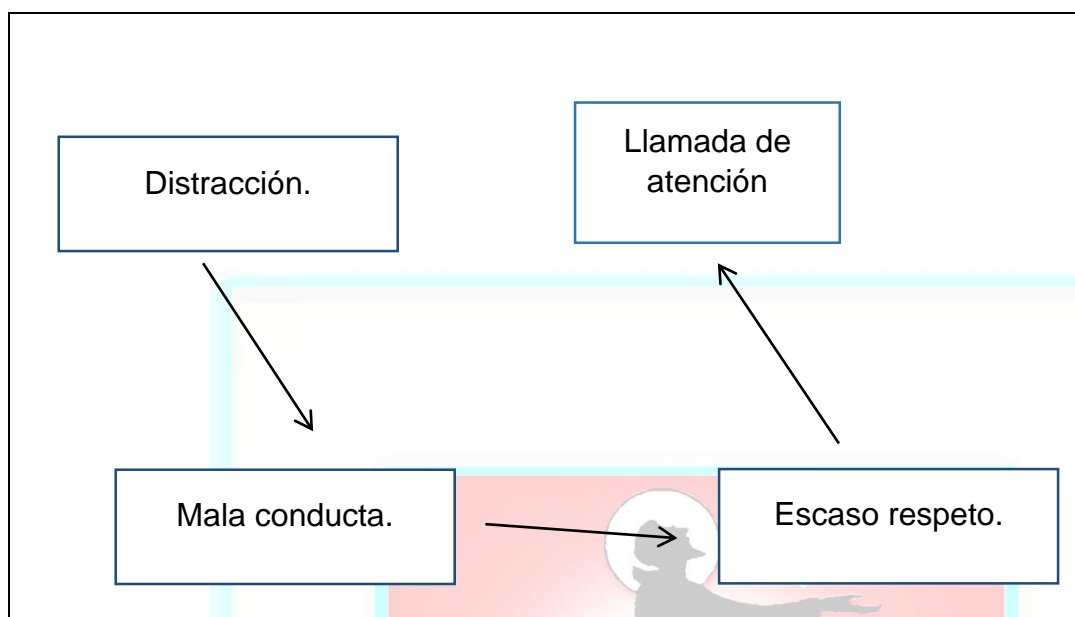 Llamada de
atención
Distracción.
Mala conducta.
Escaso respeto.